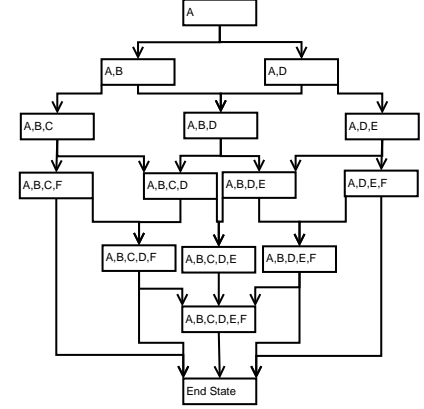 A
A,B
A,D
A,B,C
A,B,D
A,D,E
A,B,C,F
A,B,C,D
A,B,D,E
A,D,E,F
A,B,C,D,F
A,B,C,D,E
A,B,D,E,F
A,B,C,D,E,F
End State